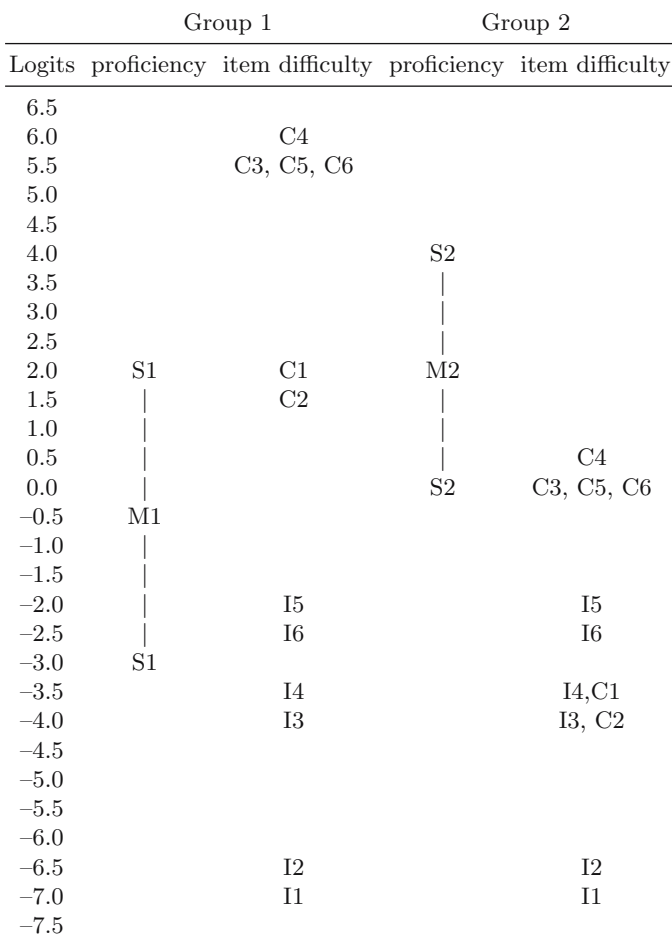 Group 1 Group 2
Logits proficiency item difficulty proficiency item difficulty
6.5
6.0 C4
5.5 C3, C5, C6
5.0
4.5
4.0 S2
3.5 | 
3.0 |
2.5 |
2.0 S1 C1 M2
1.5 | C2 |
1.0 | |
0.5 | | C4
0.0 | S2 C3, C5, C6
–0.5 M1
–1.0 |
–1.5 |
–2.0 | I5 I5
–2.5 | I6 I6
–3.0 S1
–3.5 I4 I4,C1
–4.0 I3 I3, C2
–4.5
–5.0
–5.5
–6.0
–6.5 I2 I2
–7.0 I1 I1
–7.5